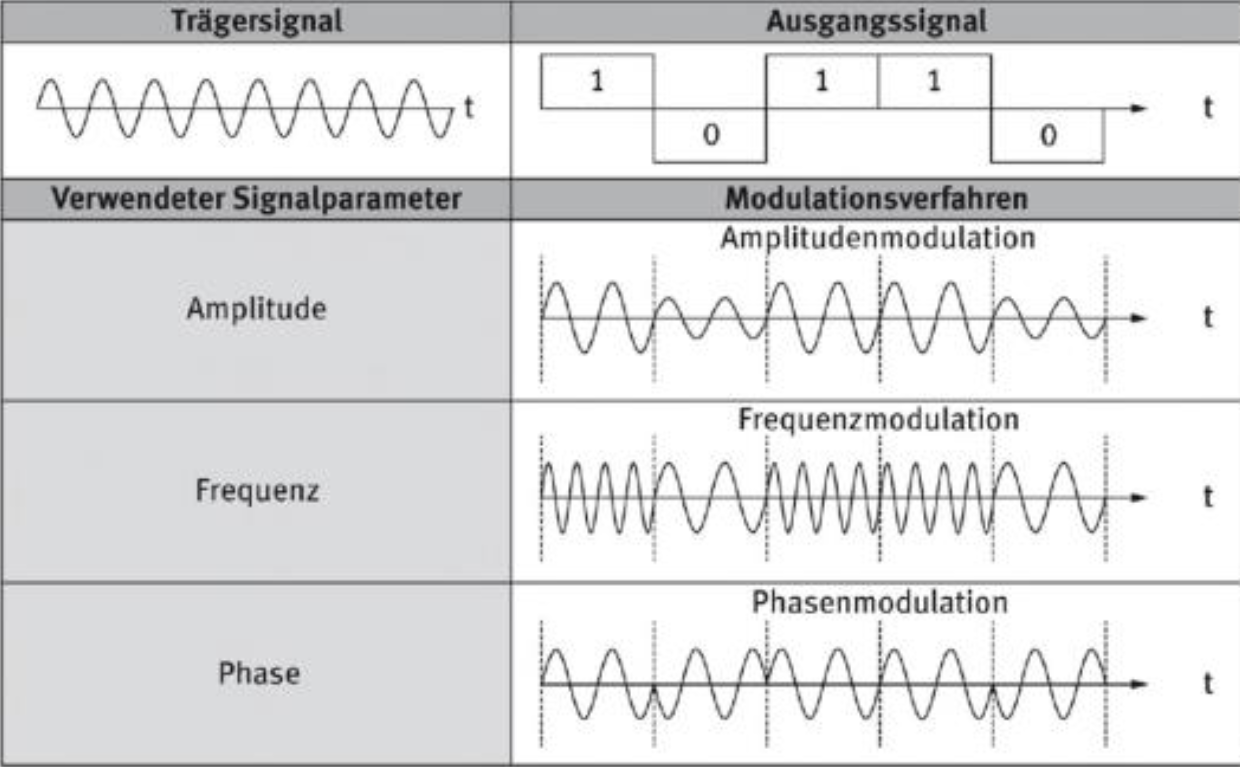 Trägersignal
Ausgangssignal
t
1
0
1
1
0
t
Verwendeter Signalparameter
Modulationsverfahren
Amplitude
Amplitudenmodulation
t
Frequenz
Frequenzmodulation
t
Phase
Phasenmodulation
t